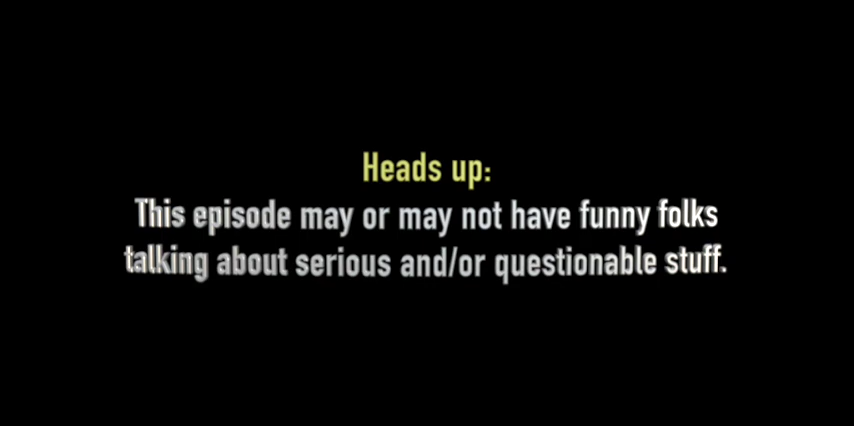 Heads up:
This episode may or may not have funny folks
talking about serious and/or questionable stuff.